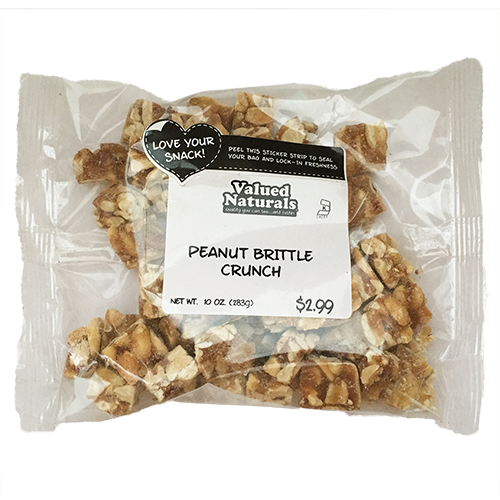 LOVE YOUR
SNACK!
PEEL THIS STICKER STRIP TO SEAL
YOUR BAG AND LOCK-IN FRESHNESS
Valued
Naturals
Quality you can see...and taste!
K
PEANUT BRITTLE
CRUNCH
NET WT. 10 OZ. (283g)
$2.99